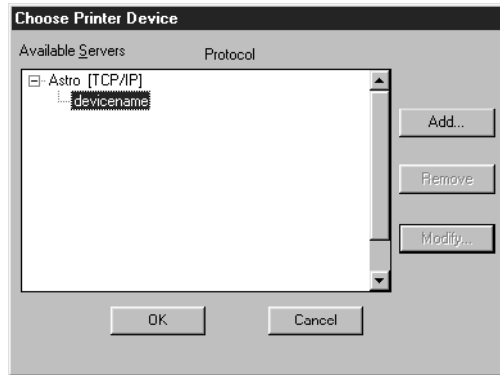 Choose Printer Device
Available Servers Protocol
Astro [TCP/IP]
devicename
Add...
Remove
Modify...
OK Cancel